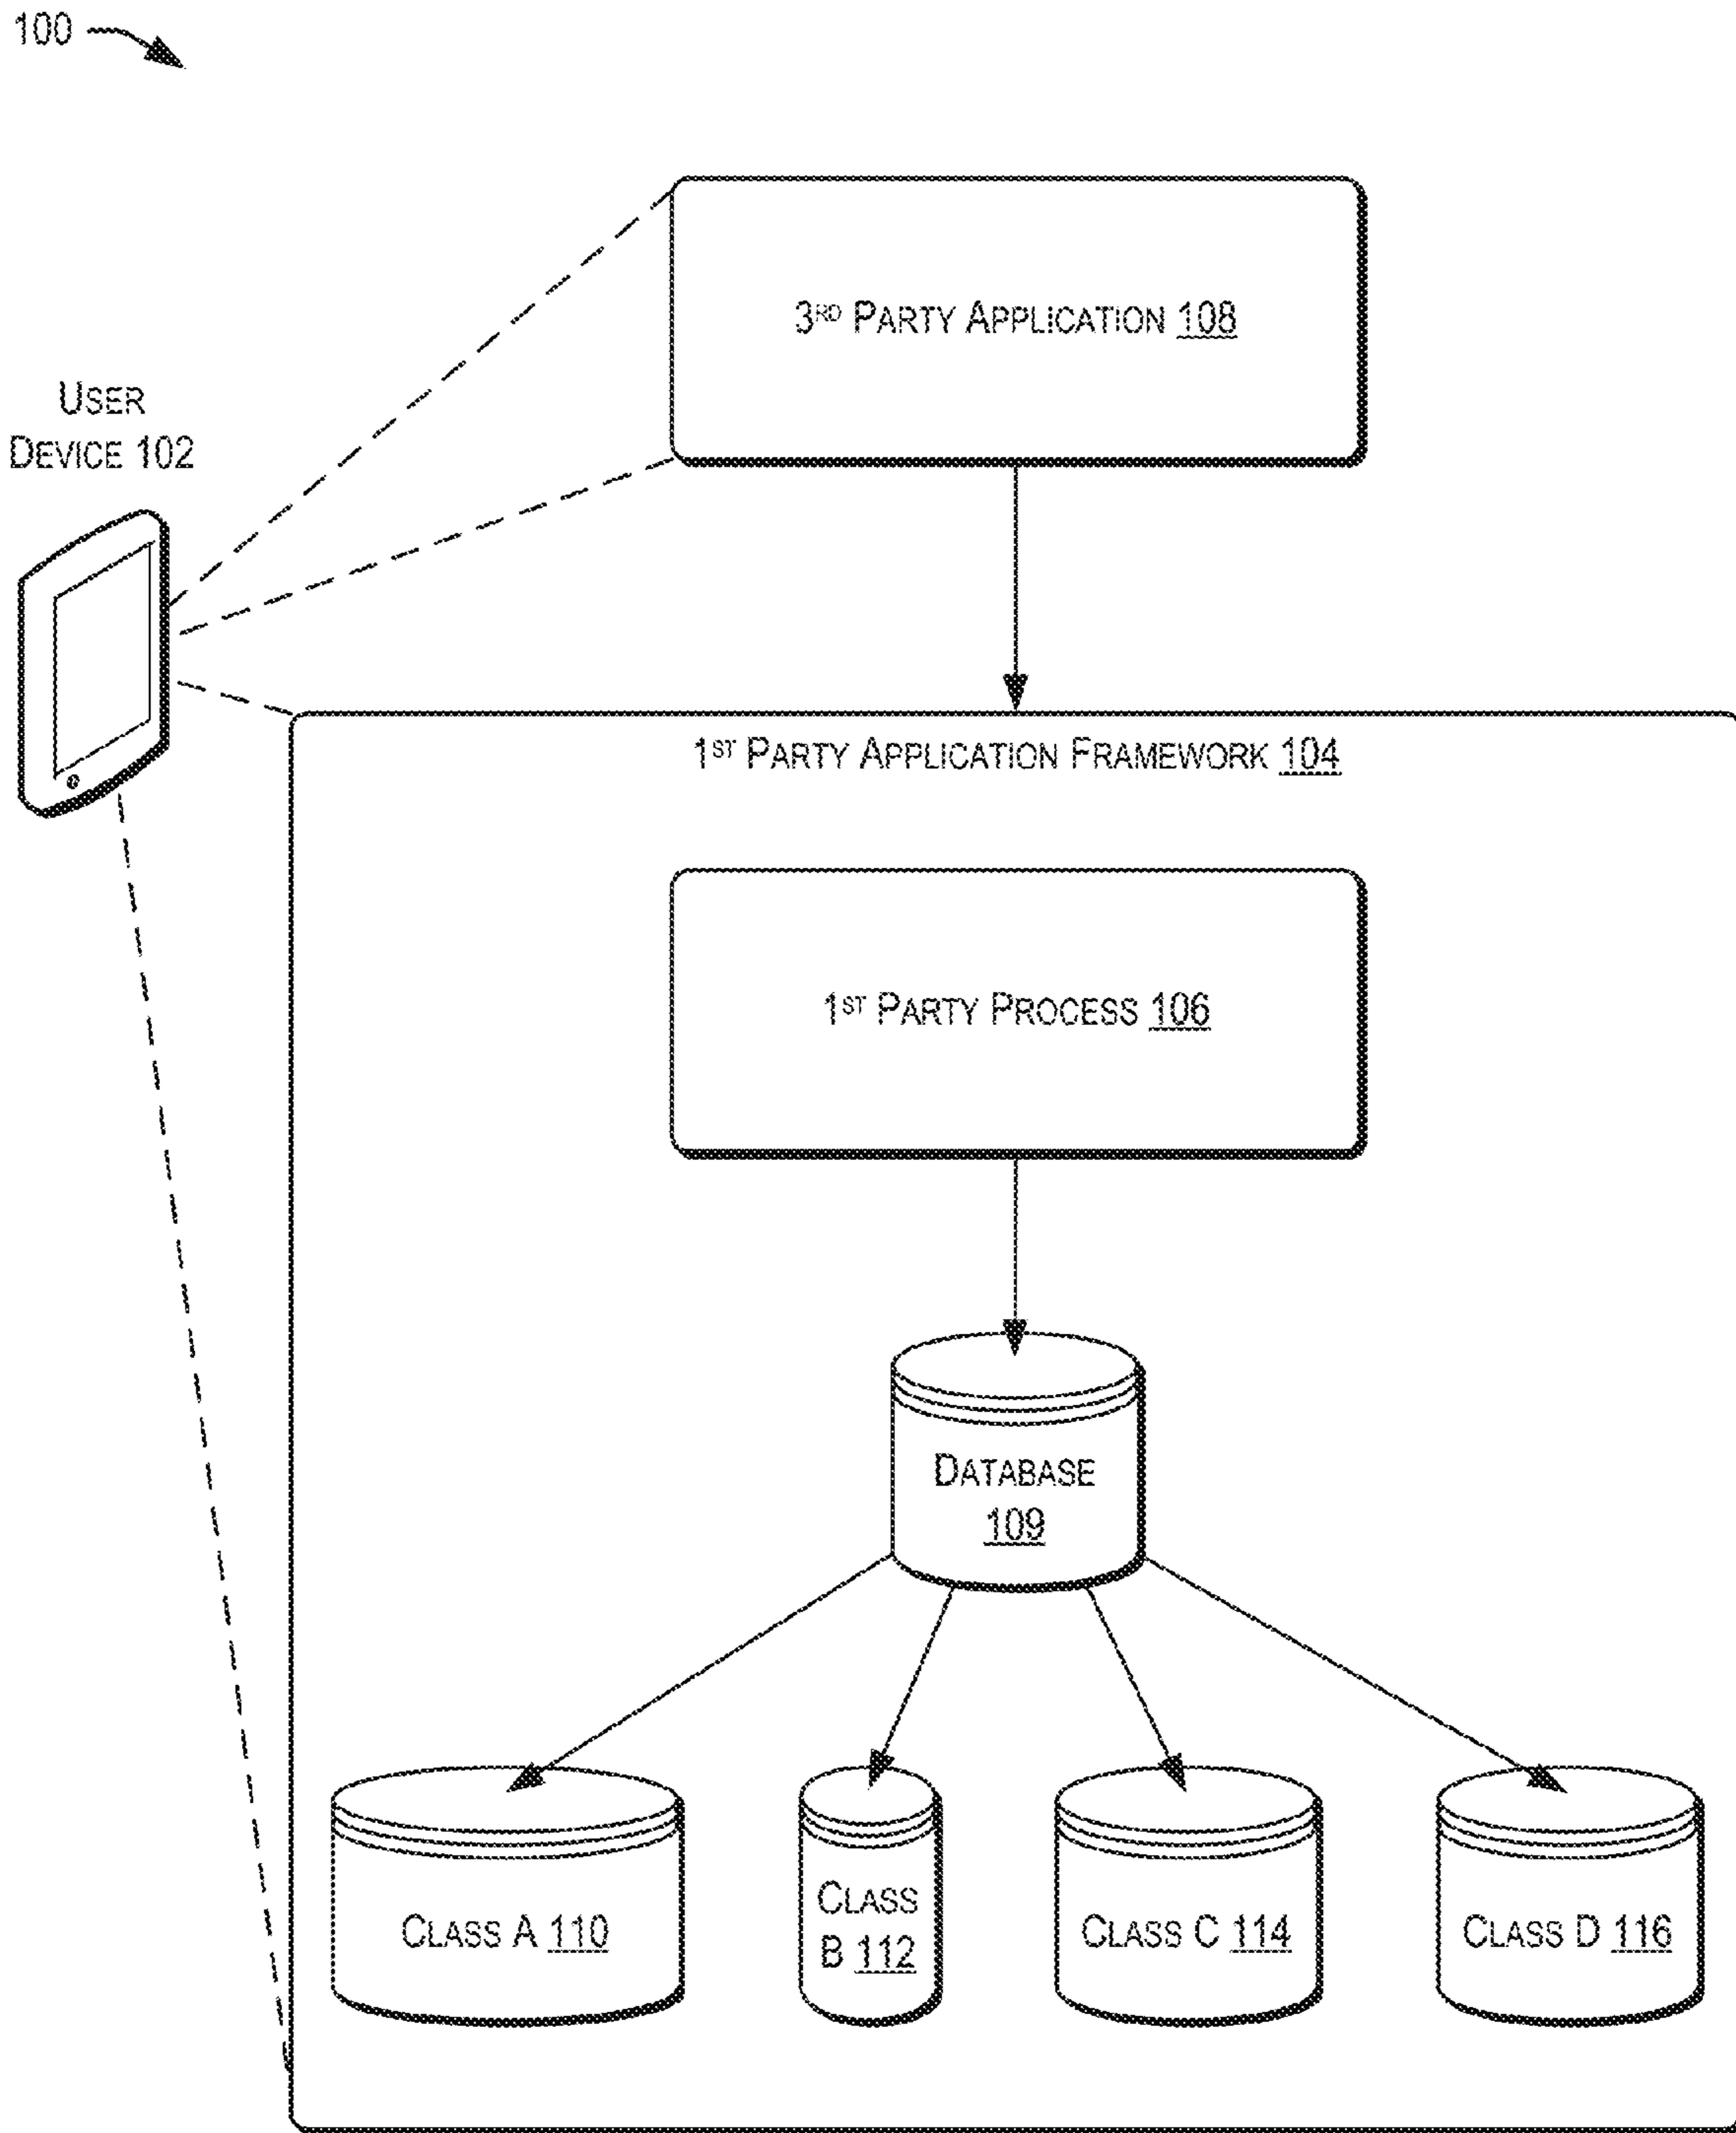 100
3RD PARTY APPLICATION 108
USER
DEVICE 102
1ST PARTY APPLICATION FRAMEWORK 104
1ST PARTY PROCESS 106
DATABASE
109
CLASS A 110
CLASS
B 112
CLASS C 114
CLASS D 116